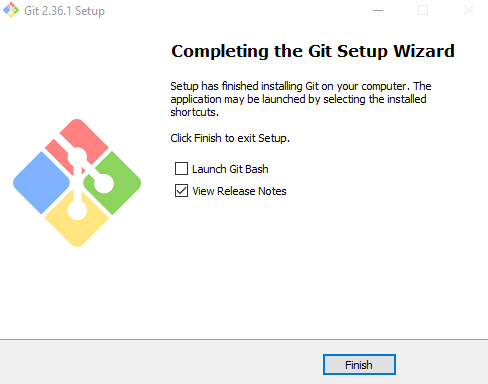 Git 2.36.1 Setup
Completing the Git Setup Wizard
Setup has finished installing Git on your computer. The
application may be launched by selecting the installed
shortcuts.
Click Finish to exit Setup.
Launch Git Bash
View Release Notes
Finish